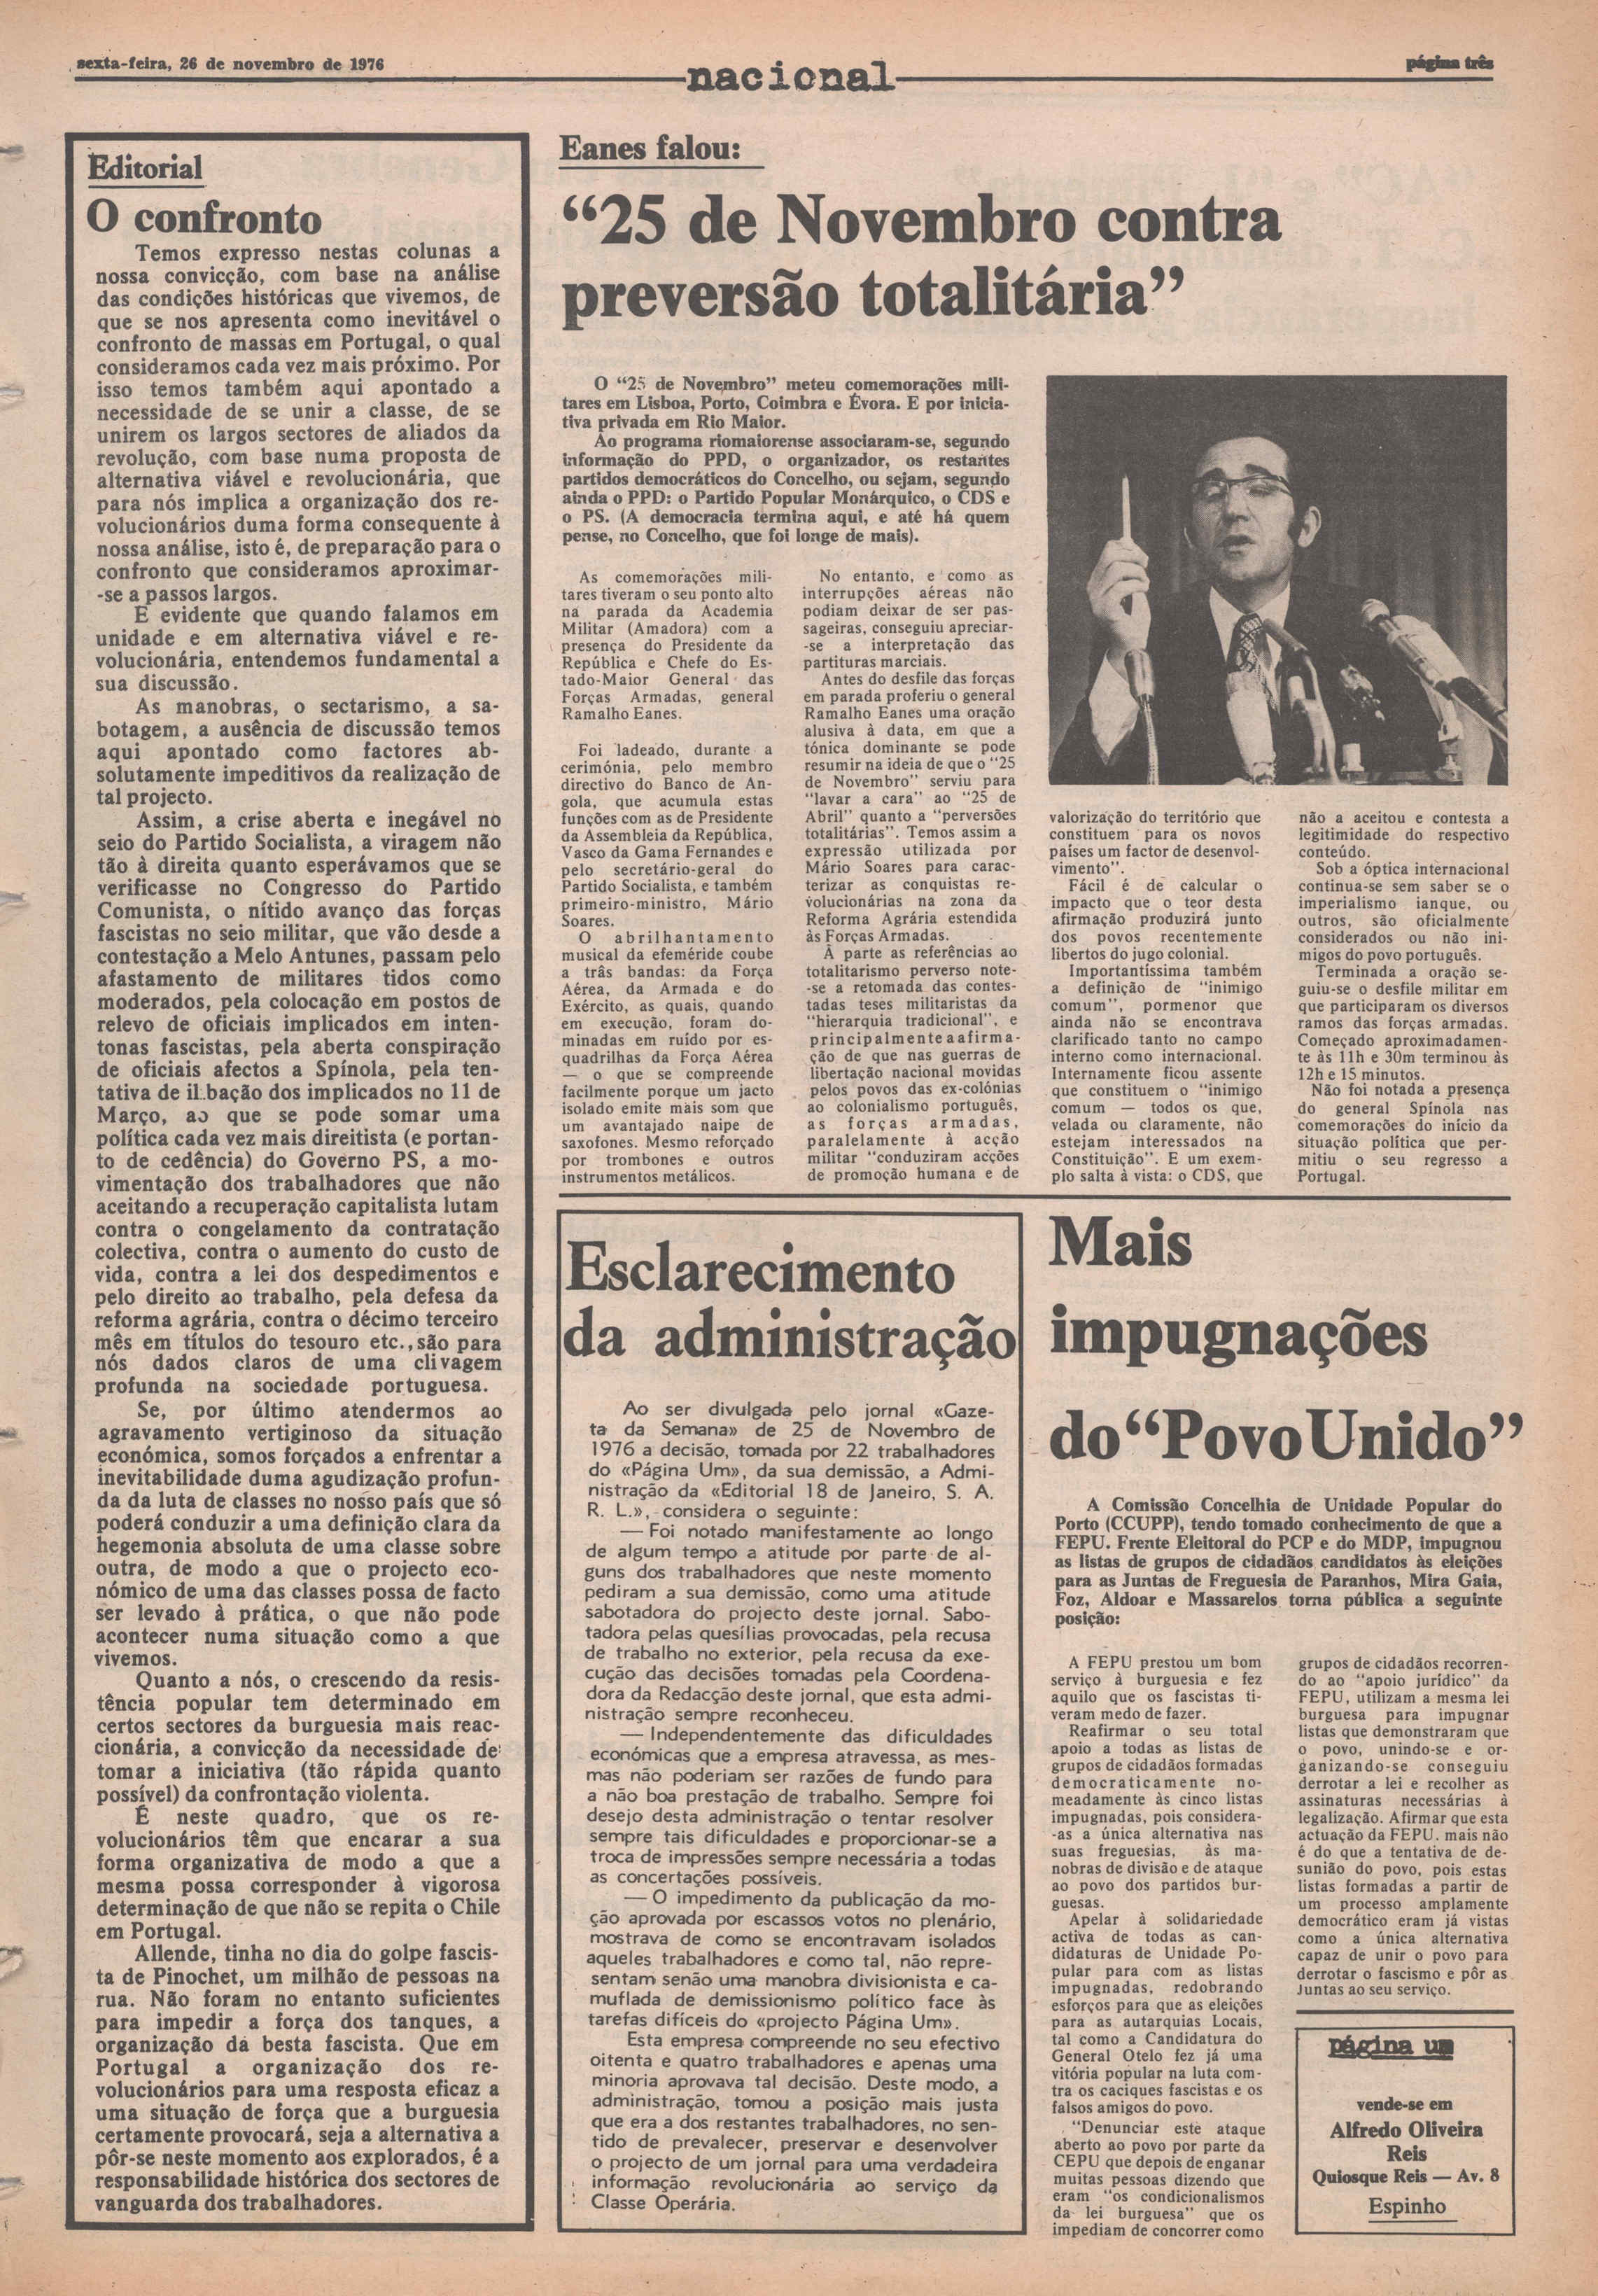 sexta-feira, 26 de novembro de 1976
nacional
página três
Editorial
O confronto
Temos expresso nestas colunas a
nossa convicção, com base na análise
das condições históricas que vivemos, de
que se nos apresenta como inevitável o
confronto de massas em Portugal, o qual
consideramos cada vez mais próximo. Por
isso temos também aqui apontado a
necessidade de se unir a classe, de se
unirem os largos sectores de aliados da
revolução, com base numa proposta de
alternativa viável e revolucionária, que
para nós implica a organização dos re-
volucionários duma forma consequente à
nossa análise, isto é, de preparação para o
confronto que consideramos aproximar-
-se a passos largos.
E evidente que quando falamos em
unidade e em alternativa viável e re-
volucionária, entendemos fundamental a
sua discussão.
As manobras, o sectarismo, a sa-
botagem, a ausência de discussão temos
aqui apontado como factores ab-
solutamente impeditivos da realização de
tal projecto.
Assim, a crise aberta e inegável no
seio do Partido Socialista, a viragem não
tão à direita quanto esperávamos que se
verificasse no Congresso do Partido
Comunista, o nítido avanço das forças
fascistas no seio militar, que vão desde a
contestação a Melo Antunes, passam pelo
afastamento de militares tidos como
moderados, pela colocação em postos de
relevo de oficiais implicados em inten-
tonas fascistas, pela aberta conspiração
de oficiais afectos a Spínola, pela ten-
tativa de il.bação dos implicados no 11 de
Março, ao que se pode somar uma
política cada vez mais direitista (e portan-
to de cedência) do Governo PS, a mo-
vimentação dos trabalhadores que não
aceitando a recuperação capitalista lutam
contra o congelamento da contratação
colectiva, contra o aumento do custo de
vida, contra a lei dos despedimentos e
pelo direito ao trabalho, pela defesa da
reforma agrária, contra o décimo terceiro
mês em títulos do tesouro etc., são para
nós dados claros de uma clivagem
profunda na sociedade portuguesa.
Se, por último atendermos ao
agravamento vertiginoso da situação
económica, somos forçados a enfrentar a
inevitabilidade duma agudização profun-
da da luta de classes no nosso país que só
poderá conduzir a uma definição clara da
hegemonia absoluta de uma classe sobre
outra, de modo a que o projecto eco-
nómico de uma das classes possa de facto
ser levado à prática, o que não pode
acontecer numa situação como a que
vivemos.
Quanto a nós, o crescendo da resis-
tência popular tem determinado em
certos sectores da burguesia mais reac-
cionária, a convicção da necessidade de
tomar a iniciativa (tão rápida quanto
possível) da confrontação violenta.
É neste quadro, que os re-
volucionários têm que encarar a sua
forma organizativa de modo a que a
mesma possa corresponder à vigorosa
determinação de que não se repita o Chile
em Portugal.
Allende, tinha no dia do golpe fascis-
ta de Pinochet, um milhão de pessoas na
rua. Não foram no entanto suficientes
para impedir a força dos tanques, a
organização da besta fascista. Que em
Portugal a organização dos re-
volucionários para uma resposta eficaz a
uma situação de força que a burguesia
certamente provocará, seja a alternativa a
pôr-se neste momento aos explorados, é a
responsabilidade histórica dos sectores de
vanguarda dos trabalhadores.
Eanes falou:
“25 de Novembro contra
preversão totalitária”
O “25 de Novembro” meteu comemorações mili-
tares em Lisboa, Porto, Coimbra e Évora. E por inicia-
tiva privada em Rio Maior.
Ao programa riomaiorense associaram-se, segundo
informação do PPD, o organizador, os restantes
partidos democráticos do Concelho, ou sejam, segundo
ainda o PPD: o Partido Popular Monárquico, o CDS e
o PS. (A democracia termina aqui, e até há quem
pense, no Concelho, que foi longe de mais).
As comemorações mili-
tares tiveram o seu ponto alto
na parada da Academia
Militar (Amadora) com a
presença do Presidente da
República e Chefe do Es-
tado-Maior General das
Forças Armadas, general
Ramalho Eanes.
Foi ladeado, durante a
cerimónia, pelo membro
directivo do Banco de An-
gola, que acumula estas
funções com as de Presidente
da Assembleia da República,
Vasco da Gama Fernandes e
pelo secretário-geral do
Partido Socialista, e também
primeiro-ministro, Mário
Soares.
O abrilhantamento
musical da efeméride coube
a trâs bandas: da Força
Aérea, da Armada e do
Exército, as quais, quando
em execução, foram do-
minadas em ruído por es-
quadrilhas da Força Aérea
— o que se compreende
facilmente porque um jacto
isolado emite mais som que
um avantajado naipe de
saxofones. Mesmo reforçado
por trombones e outros
instrumentos metálicos.
No entanto, e como as
interrupções aéreas não
podiam deixar de ser pas-
sageiras, conseguiu apreciar-
-se a interpretação das
partituras marciais.
Antes do desfile das forças
em parada proferiu o general
Ramalho Eanes uma oração
alusiva à data, em que a
tónica dominante se pode
resumir na ideia de que o “25
de Novembro” serviu para
“lavar a cara” ao “25 de
Abril” quanto a “perversões
totalitárias”. Temos assim a
expressão utilizada por
Mário Soares para carac-
terizar as conquistas re-
volucionárias na zona da
Reforma Agrária estendida
às Forças Armadas.
À parte as referências ao
totalitarismo perverso note-
-se a retomada das contes-
tadas teses militaristas da
“hierarquia tradicional”, e
principalmente a afirma-
ção de que nas guerras de
libertação nacional movidas
pelos povos das ex-colónias
ao colonialismo português,
as forças armadas,
paralelamente à acção
militar “conduziram acções
de promoção humana e de
valorização do território que
constituem para os novos
países um factor de desenvol-
vimento”.
Fácil é de calcular o
impacto que o teor desta
afirmação produzirá junto
dos povos recentemente
libertos do jugo colonial.
Importantíssima também
a definição de “inimigo
comum”, pormenor que
ainda não se encontrava
clarificado tanto no campo
interno como internacional.
Internamente ficou assente
que constituem o “inimigo
comum — todos os que,
velada ou claramente, não
estejam interessados na
Constituição”. E um exem-
plo salta à vista: o CDS, que
não a aceitou e contesta a
legitimidade do respectivo
conteúdo.
Sob a óptica internacional
continua-se sem saber se o
imperialismo ianque, ou
outros, são oficialmente
considerados ou não ini-
migos do povo português.
Terminada a oração se-
guiu-se o desfile militar em
que participaram os diversos
ramos das forças armadas.
Começado aproximadamen-
te às 11h e 30m terminou às
12h e 15 minutos.
Não foi notada a presença
do general Spínola nas
comemorações do início da
situação política que per-
mitiu o seu regresso a
Portugal.
Esclarecimento
da administração
Ao ser divulgada pelo jornal «Gaze-
ta da Semana» de 25 de Novembro de
1976 a decisão, tomada por 22 trabalhadores
do «Página Um», da sua demissão, a Admi-
nistração da «Editorial 18 de Janeiro, S. A.
R. L.», considera o seguinte:
— Foi notado manifestamente ao longo
de algum tempo a atitude por parte de al-
guns dos trabalhadores que neste momento
pediram a sua demissão, como uma atitude
sabotadora do projecto deste jornal. Sabo-
tadora pelas quesílias provocadas, pela recusa
de trabalho no exterior, pela recusa da exe-
cução das decisões tomadas pela Coordena-
dora da Redacção deste jornal, que esta admi-
nistração sempre reconheceu.
— Independentemente das dificuldades
económicas que a empresa atravessa, as mes-
mas não poderiam ser razões de fundo para
a não boa prestação de trabalho. Sempre foi
desejo desta administração o tentar resolver
sempre tais dificuldades e proporcionar-se a
troca de impressões sempre necessária a todas
as concertações possíveis.
— O impedimento da publicação da mo-
ção aprovada por escassos votos no plenário,
mostrava de como se encontravam isolados
aqueles trabalhadores e como tal, não repre-
sentam senão uma manobra divisionista e ca-
muflada de demissionismo político face às
tarefas difíceis do «projecto Página Um».
Esta empresa compreende no seu efectivo
oitenta e quatro trabalhadores e apenas uma
minoria aprovava tal decisão. Deste modo, a
administração, tomou a posição mais justa
que era a dos restantes trabalhadores, no sen-
tido de prevalecer, preservar e desenvolver
o projecto de um jornal para uma verdadeira
informação revolucionária ao serviço da
Classe Operária.
Mais
impugnações
do “Povo Unido”
A Comissão Concelhia de Unidade Popular do
Porto (CCUPP), tendo tomado conhecimento de que a
FEPU. Frente Eleitoral do PCP e do MDP, impugnou
as listas de grupos de cidadãos candidatos às eleições
para as Juntas de Freguesia de Paranhos, Mira Gaia,
Foz, Aldoar e Massarelos torna pública a seguinte
posição:
A FEPU prestou um bom
serviço à burguesia e fez
aquilo que os fascistas ti-
veram medo de fazer.
Reafirmar o seu total
apoio a todas as listas de
grupos de cidadãos formadas
democraticamente no-
meadamente às cinco listas
impugnadas, pois considera-
-as a única alternativa nas
suas freguesias, às ma-
nobras de divisão e de ataque
ao povo dos partidos bur-
guesas.
Apelar à solidariedade
activa de todas as can-
didaturas de Unidade Po-
pular para com as listas
impugnadas, redobrando
esforços para que as eleições
para as autarquias Locais,
tal como a Candidatura do
General Otelo fez já uma
vitória popular na luta con-
tra os caciques fascistas e os
falsos amigos do povo.
“Denunciar este ataque
aberto ao povo por parte da
CEPU que depois de enganar
muitas pessoas dizendo que
eram “os condicionalismos
da lei burguesa” que os
impediam de concorrer como
grupos de cidadãos recorren-
do ao “apoio jurídico” da
FEPU, utilizam a mesma lei
burguesa para impugnar
listas que demonstraram que
o povo, unindo-se e or-
ganizando-se conseguiu
derrotar a lei e recolher as
assinaturas necessárias à
legalização. Afirmar que esta
actuação da FEPU. mais não
é do que a tentativa de de-
sunião do povo, pois estas
listas formadas a partir de
um processo amplamente
democrático eram já vistas
como a única alternativa
capaz de unir o povo para
derrotar o fascismo e pôr as
Juntas ao seu serviço.
página um
vende-se em
Alfredo Oliveira
Reis
Quiosque Reis — Av. 8
Espinho